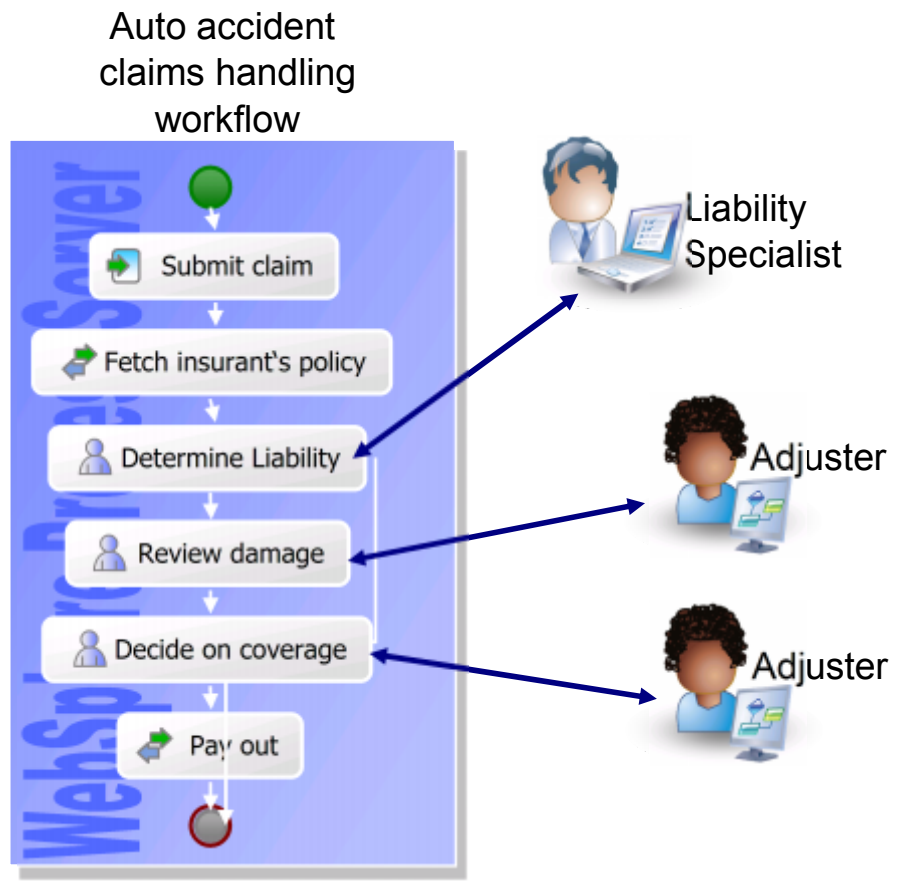 Auto accident
claims handling
workflow
WebSphere Process Server
Submit claim
Fetch insurant's policy
Determine Liability
Review damage
Decide on coverage
Pay out
Liability
Specialist
Adjuster
Adjuster